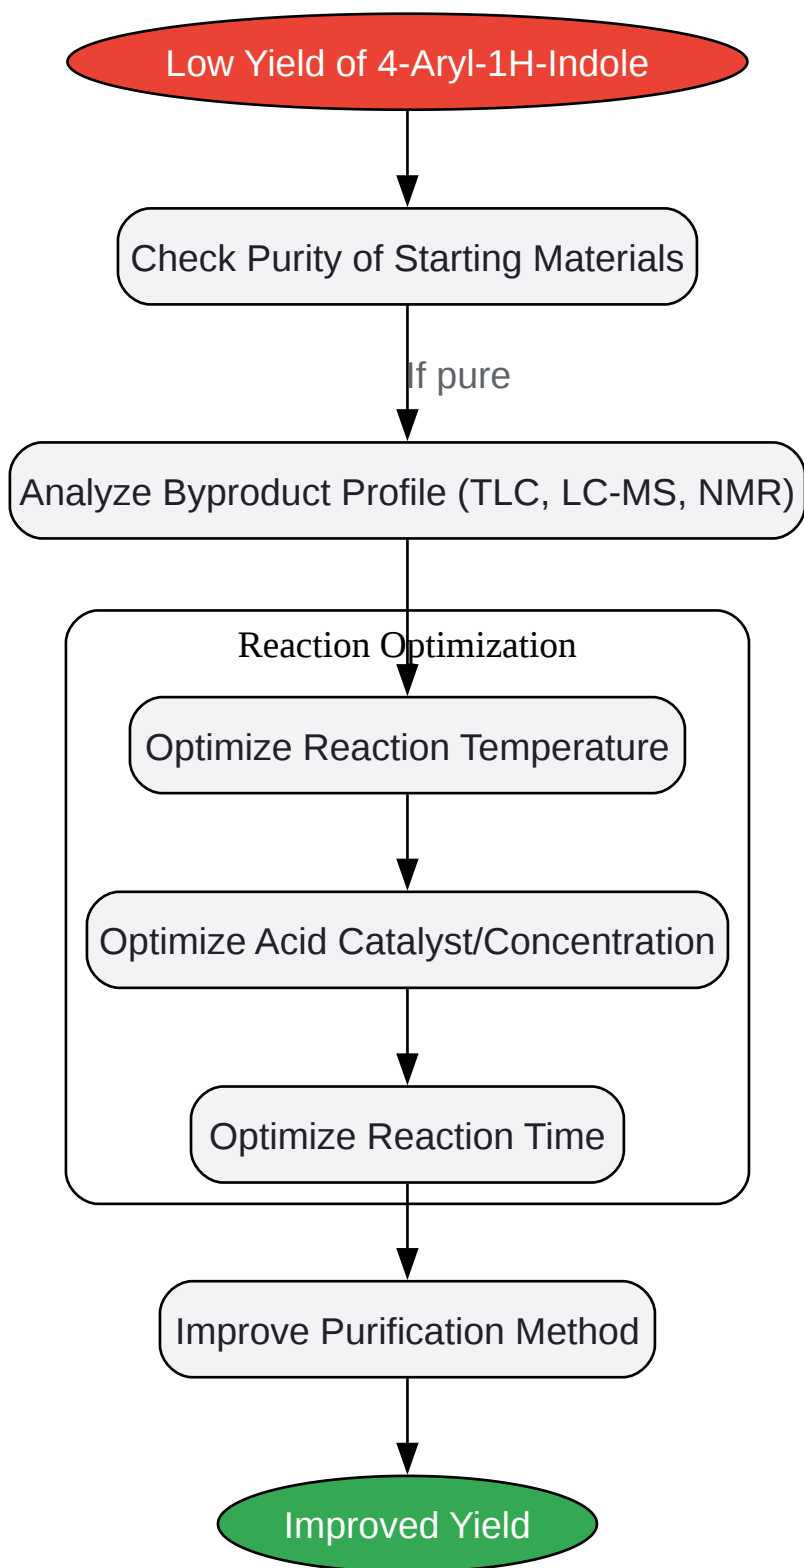 Low Yield of 4-Aryl-1H-Indole
Check Purity of Starting Materials
If pure
Analyze Byproduct Profile (TLC, LC-MS, NMR)
Reaction Optimization
Optimize Reaction Temperature
Optimize Acid Catalyst/Concentration
Optimize Reaction Time
Improve Purification Method
Improved Yield